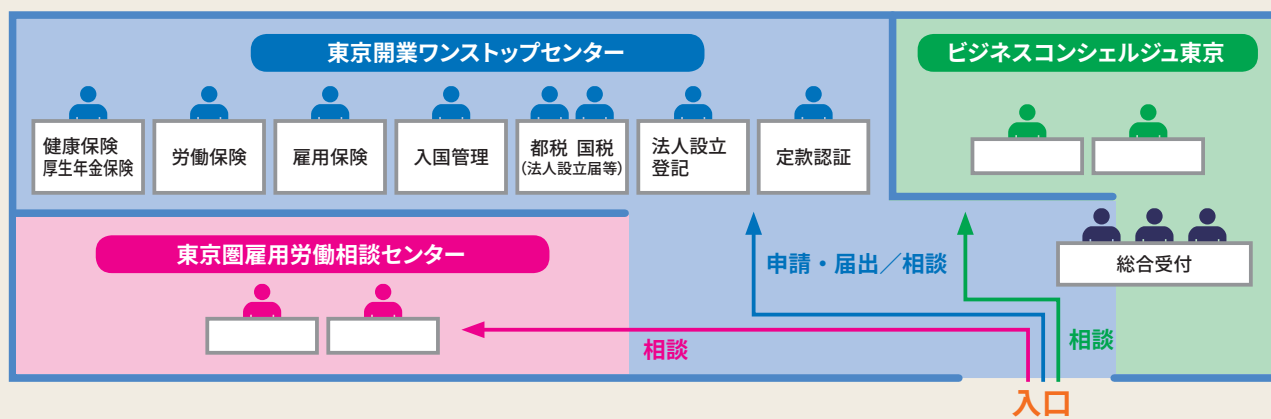 東京開業ワンストップセンター
ビジネスコンシェルジュ東京
健康保険
厚生年金保険
労働保険
雇用保険
入国管理
都税 国税
(法人設立届等)
法人設立
登記
定款認証
東京圏雇用労働相談センター
総合受付
申請・届出／相談
相談
相談
入口